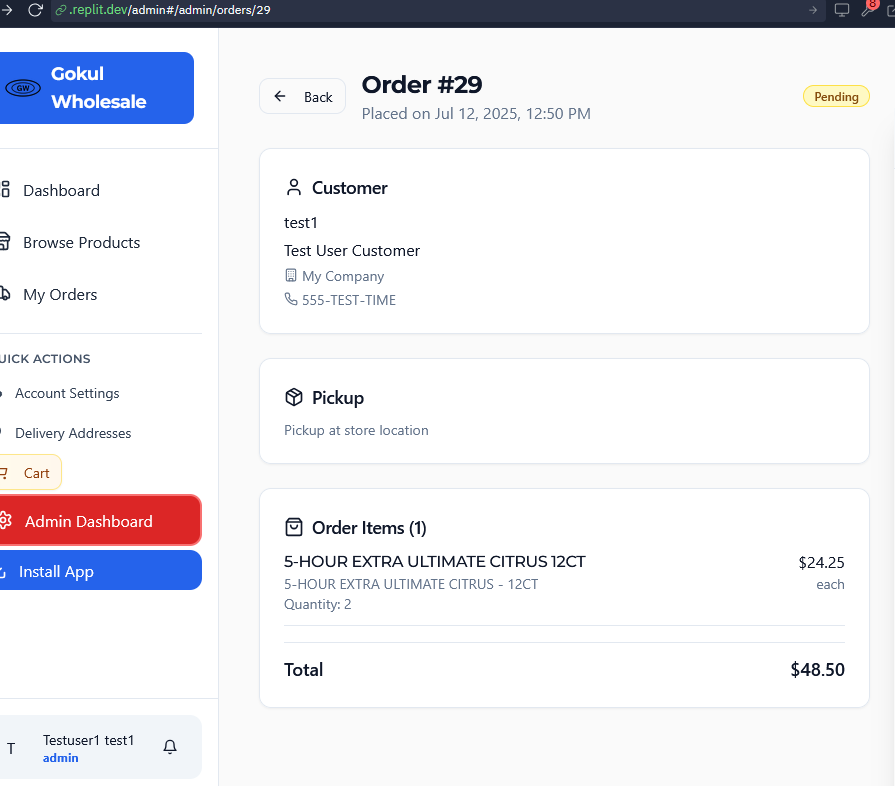 .replit.dev/admin#/admin/orders/29
8
GW
Gokul
Wholesale
Dashboard
Browse Products
My Orders
UICK ACTIONS
Account Settings
Delivery Addresses
Cart
Admin Dashboard
Install App
T
Testuser1 test1
admin
Back
Order #29
Placed on Jul 12, 2025, 12:50 PM
Pending
Customer
test1
Test User Customer
My Company
555-TEST-TIME
Pickup
Pickup at store location
Order Items (1)
5-HOUR EXTRA ULTIMATE CITRUS 12CT
$24.25
5-HOUR EXTRA ULTIMATE CITRUS - 12CT
each
Quantity: 2
Total
$48.50